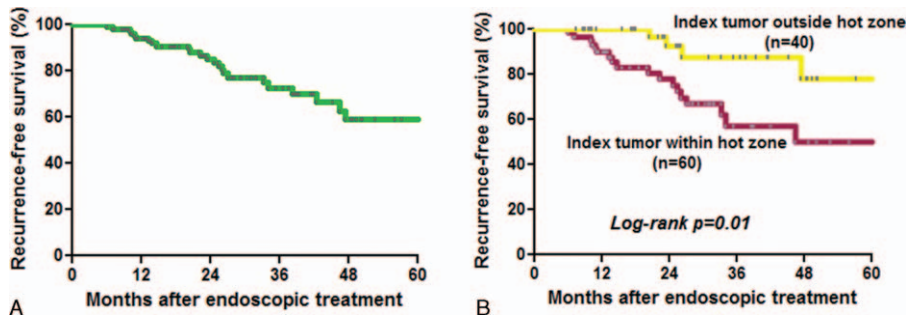 Recurrence-free survival (%)
100
80
60
40
20
0
0 12 24 36 48 60
Months after endoscopic treatment
A
Recurrence-free survival (%)
100
80
60
40
20
0
Index tumor outside hot zone
(n=40)
Index tumor within hot zone
(n=60)
Log-rank p=0.01
0 12 24 36 48 60
Months after endoscopic treatment
B